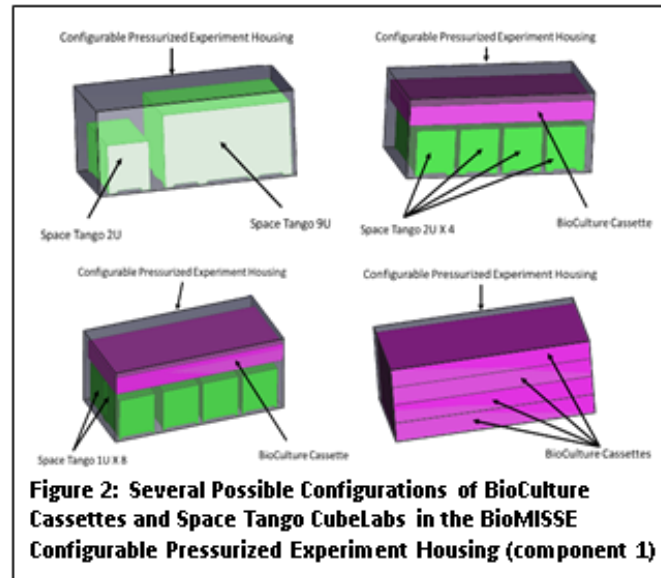 Configurable Pressurized Experiment Housing
Space Tango 2U
Space Tango 9U
Configurable Pressurized Experiment Housing
Space Tango 2U X 4
BioCulture Cassette
Configurable Pressurized Experiment Housing
Space Tango 1U X 8
BioCulture Cassette
Configurable Pressurized Experiment Housing
BioCulture Cassettes
Figure 2: Several Possible Configurations of BioCulture
Cassettes and Space Tango CubeLabs in the BioMISSE
Configurable Pressurized Experiment Housing (component 1)